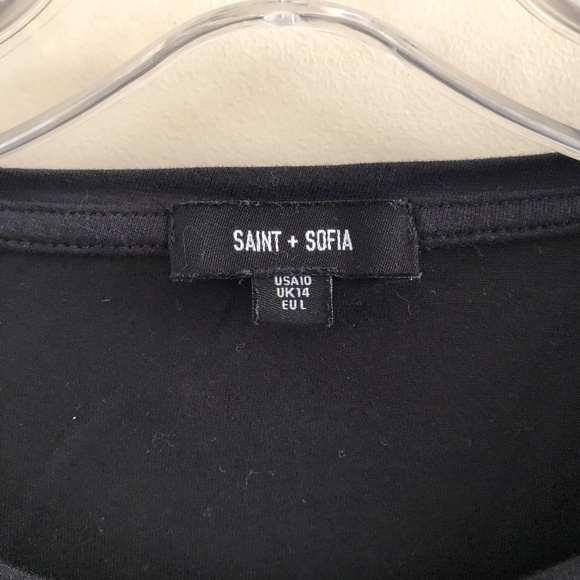 SAINT + SOFIA
USA10
UK14
EU L